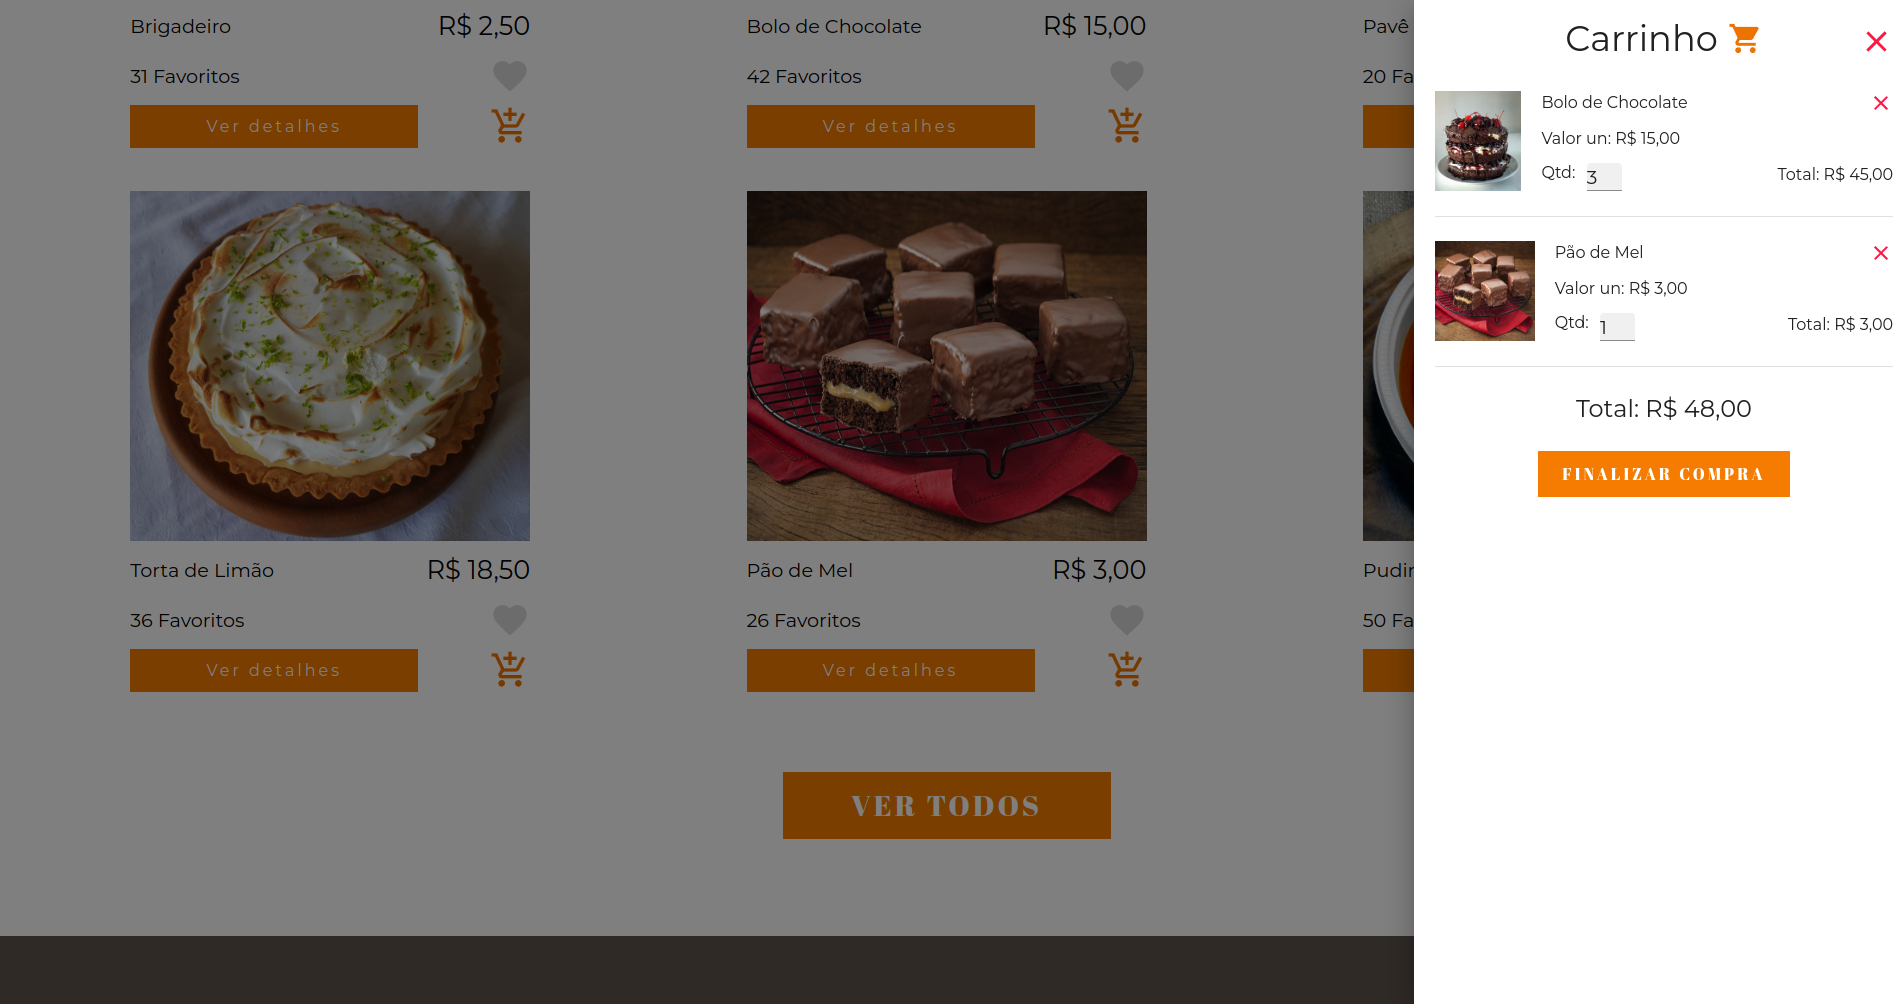 Brigadeiro
R$ 2,50
31 Favoritos
Ver detalhes
Bolo de Chocolate
R$ 15,00
42 Favoritos
Ver detalhes
Pavê
20 Fa
Torta de Limão
R$ 18,50
36 Favoritos
Ver detalhes
Pão de Mel
R$ 3,00
26 Favoritos
Ver detalhes
Pudin
50 Fa
VER TODOS
Carrinho
Bolo de Chocolate
Valor un: R$ 15,00
Qtd: 3
Total: R$ 45,00
Pão de Mel
Valor un: R$ 3,00
Qtd: 1
Total: R$ 3,00
Total: R$ 48,00
FINALIZAR COMPRA